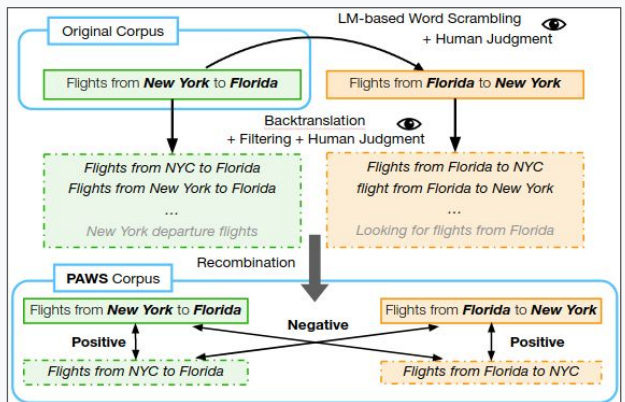 LM-based Word Scrambling
+ Human Judgment
Original Corpus
Flights from New York to Florida
Flights from Florida to New York
Backtranslation
+ Filtering + Human Judgment
Flights from NYC to Florida
Flights from New York to Florida
...
New York departure flights
Flights from Florida to NYC
flight from Florida to New York
...
Looking for flights from Florida
Recombination
PAWS Corpus
Flights from New York to Florida
Flights from Florida to New York
Negative
Positive
Positive
Flights from NYC to Florida
Flights from Florida to NYC